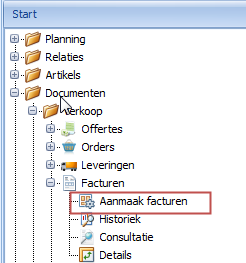 Start
Planning
Relaties
Artikels
Documenten
Verkoop
Offertes
Orders
Leveringen
Facturen
Aanmaak facturen
Historiek
Consultatie
Details